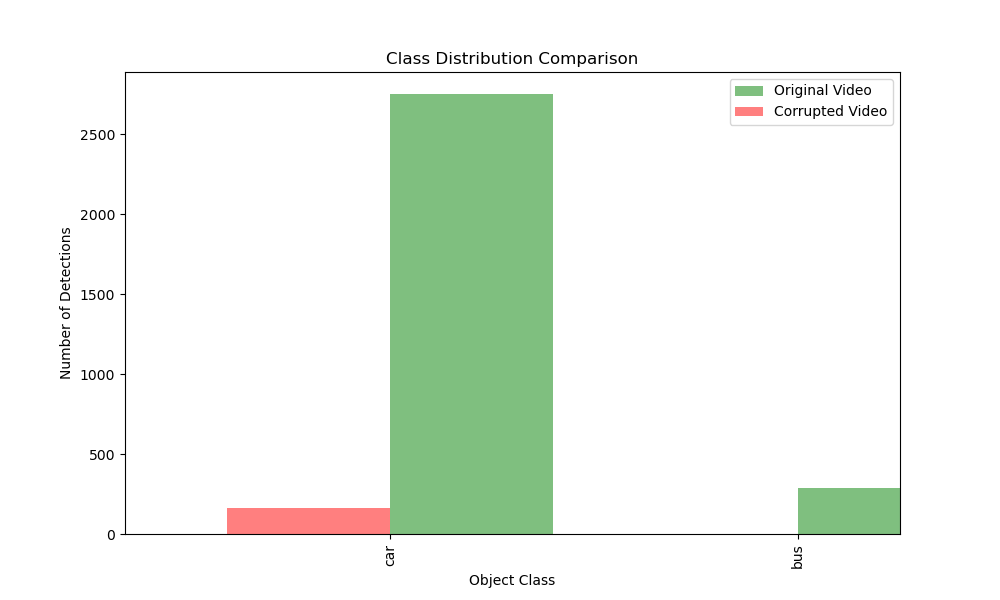 Class Distribution Comparison
Original Video
Corrupted Video
Number of Detections
2500
2000
1500
1000
500
0
car
bus
Object Class